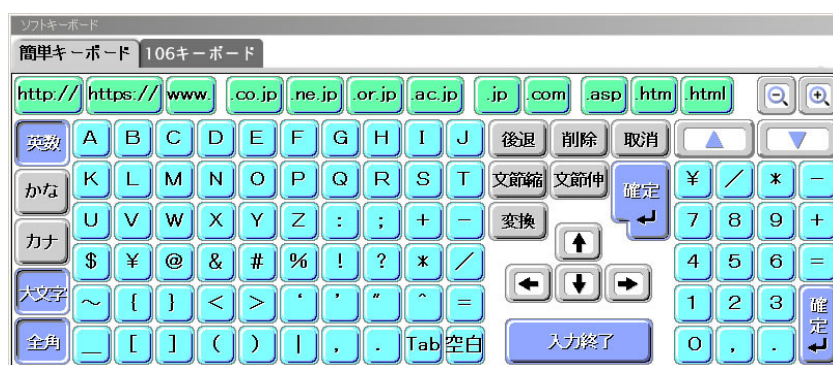 ソフトキーボード
簡単キーボード 106キーボード
http:// https:// www. .co.jp .ne.jp .or.jp .ac.jp .jp .com .asp .htm .html
英数 A B C D E F G H I J 後退 削除 取消
かな K L M N O P Q R S T 文節縮 文節伸 確定 ¥ / * −
カナ U V W X Y Z : ; + − 変換 7 8 9 +
$ ¥ @ & # % ! ? * / 4 5 6 =
大文字 ~ { } < > ‘ ’ " ^ = 1 2 3 確定
全角 _ [ ] ( ) | , . Tab 空白 入力終了 0 , .